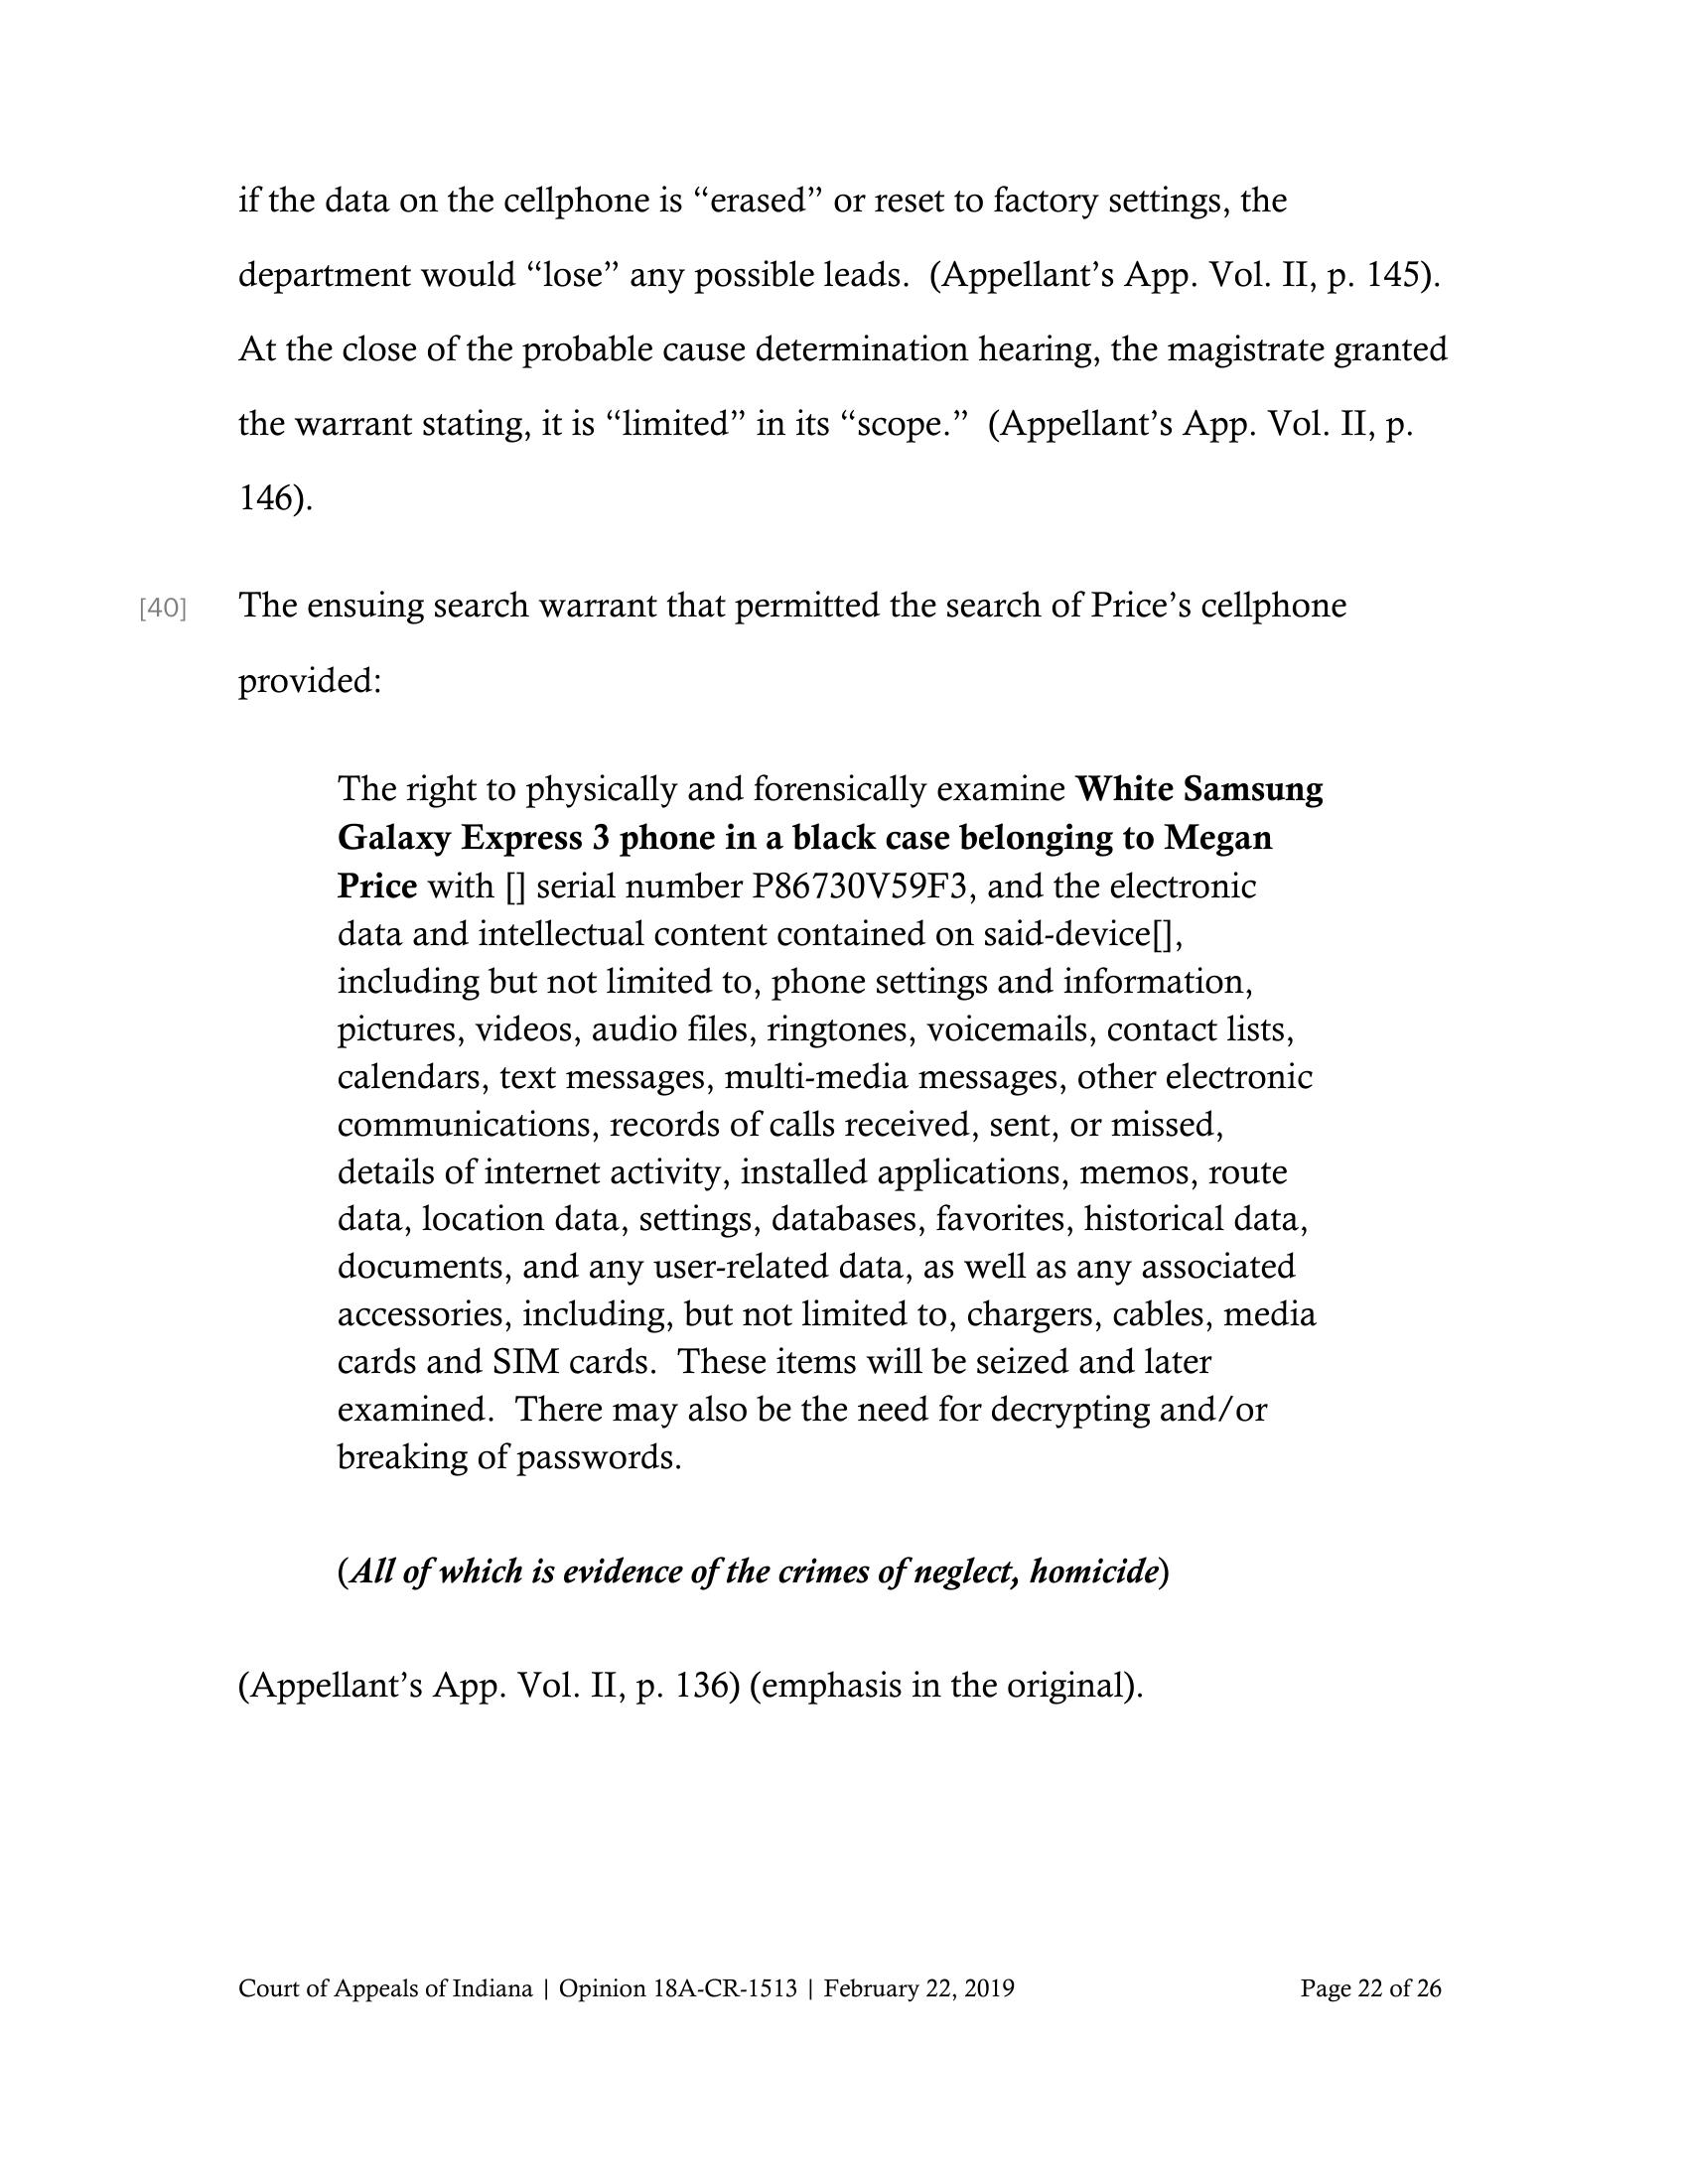 if the data on the cellphone is “erased” or reset to factory settings, the
department would “lose” any possible leads.  (Appellant’s App. Vol. II, p. 145).
At the close of the probable cause determination hearing, the magistrate granted
the warrant stating, it is “limited” in its “scope.”  (Appellant’s App. Vol. II, p.
146).
[40] The ensuing search warrant that permitted the search of Price’s cellphone
provided:
The right to physically and forensically examine White Samsung
Galaxy Express 3 phone in a black case belonging to Megan
Price with [] serial number P86730V59F3, and the electronic
data and intellectual content contained on said-device[],
including but not limited to, phone settings and information,
pictures, videos, audio files, ringtones, voicemails, contact lists,
calendars, text messages, multi-media messages, other electronic
communications, records of calls received, sent, or missed,
details of internet activity, installed applications, memos, route
data, location data, settings, databases, favorites, historical data,
documents, and any user-related data, as well as any associated
accessories, including, but not limited to, chargers, cables, media
cards and SIM cards.  These items will be seized and later
examined.  There may also be the need for decrypting and/or
breaking of passwords.
(All of which is evidence of the crimes of neglect, homicide)
(Appellant’s App. Vol. II, p. 136) (emphasis in the original).
Court of Appeals of Indiana | Opinion 18A-CR-1513 | February 22, 2019 Page 22 of 26